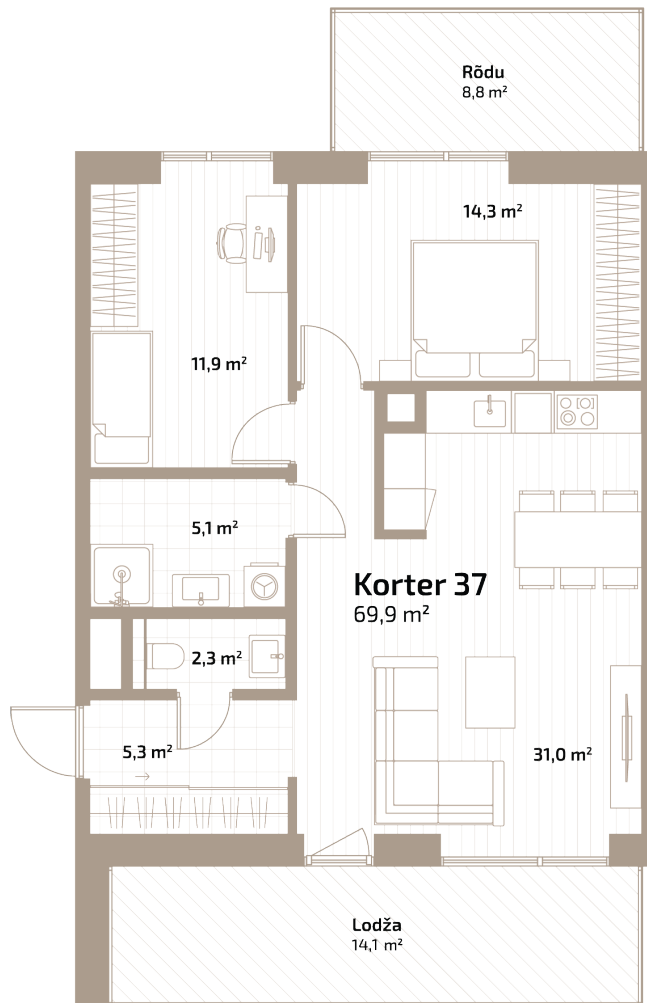 Rõdu
8,8 m²
14,3 m²
11,9 m²
5,1 m²
Korter 37
69,9 m²
2,3 m²
5,3 m²
31,0 m²
Lodža
14,1 m²